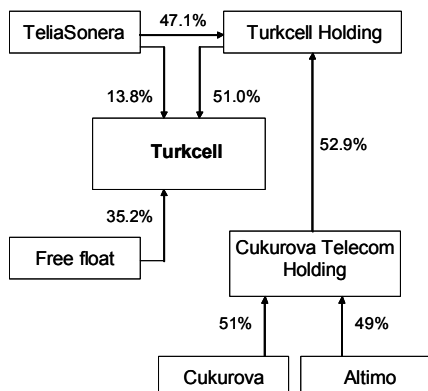 TeliaSonera
47.1%
Turkcell Holding
13.8%
51.0%
Turkcell
52.9%
35.2%
Free float
Cukurova Telecom
Holding
51%
49%
Cukurova
Altimo